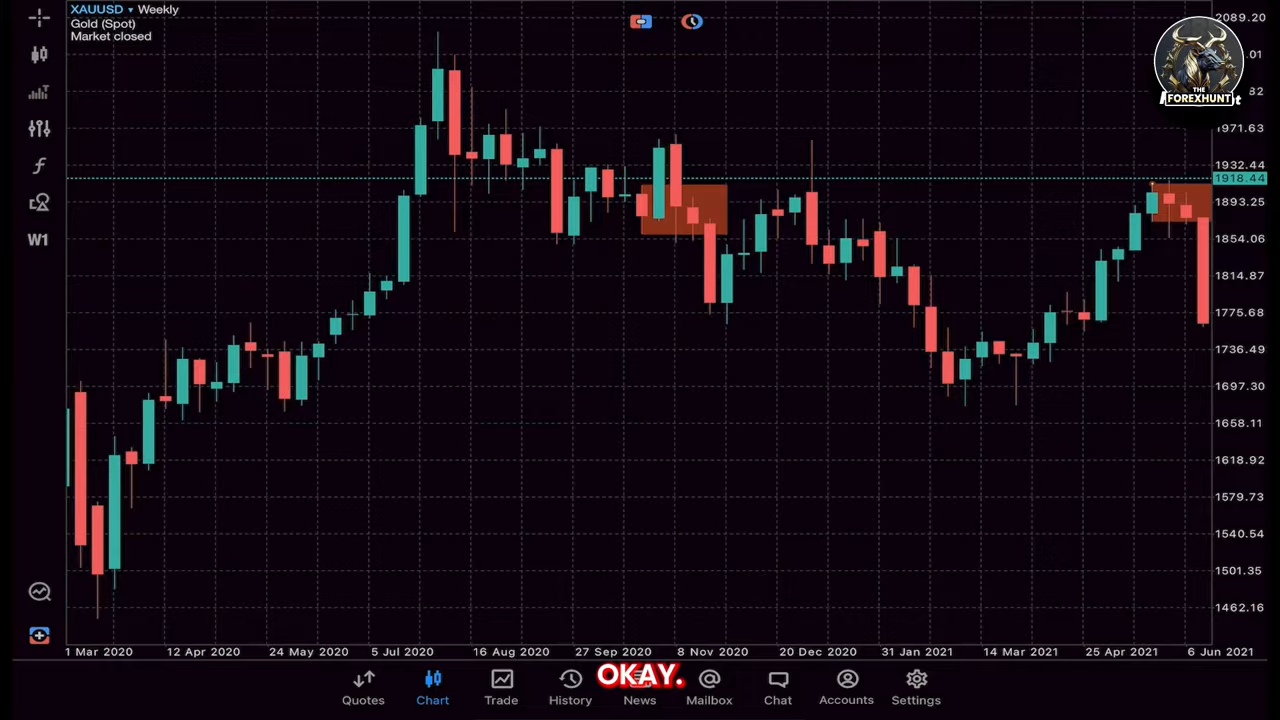 XAUUSD Weekly
Gold (Spot)
Market closed
THE
FOREXHUNT
2089.20
.01
82
1971.63
1932.44
1918.44
1893.25
1854.06
1814.87
1775.68
1736.49
1697.30
1658.11
1618.92
1579.73
1540.54
1501.35
1462.16
f
W1
1 Mar 2020 12 Apr 2020 24 May 2020 5 Jul 2020 16 Aug 2020 27 Sep 2020 8 Nov 2020 20 Dec 2020 31 Jan 2021 14 Mar 2021 25 Apr 2021 6 Jun 2021
OKAY.
Quotes Chart Trade History News Mailbox Chat Accounts Settings